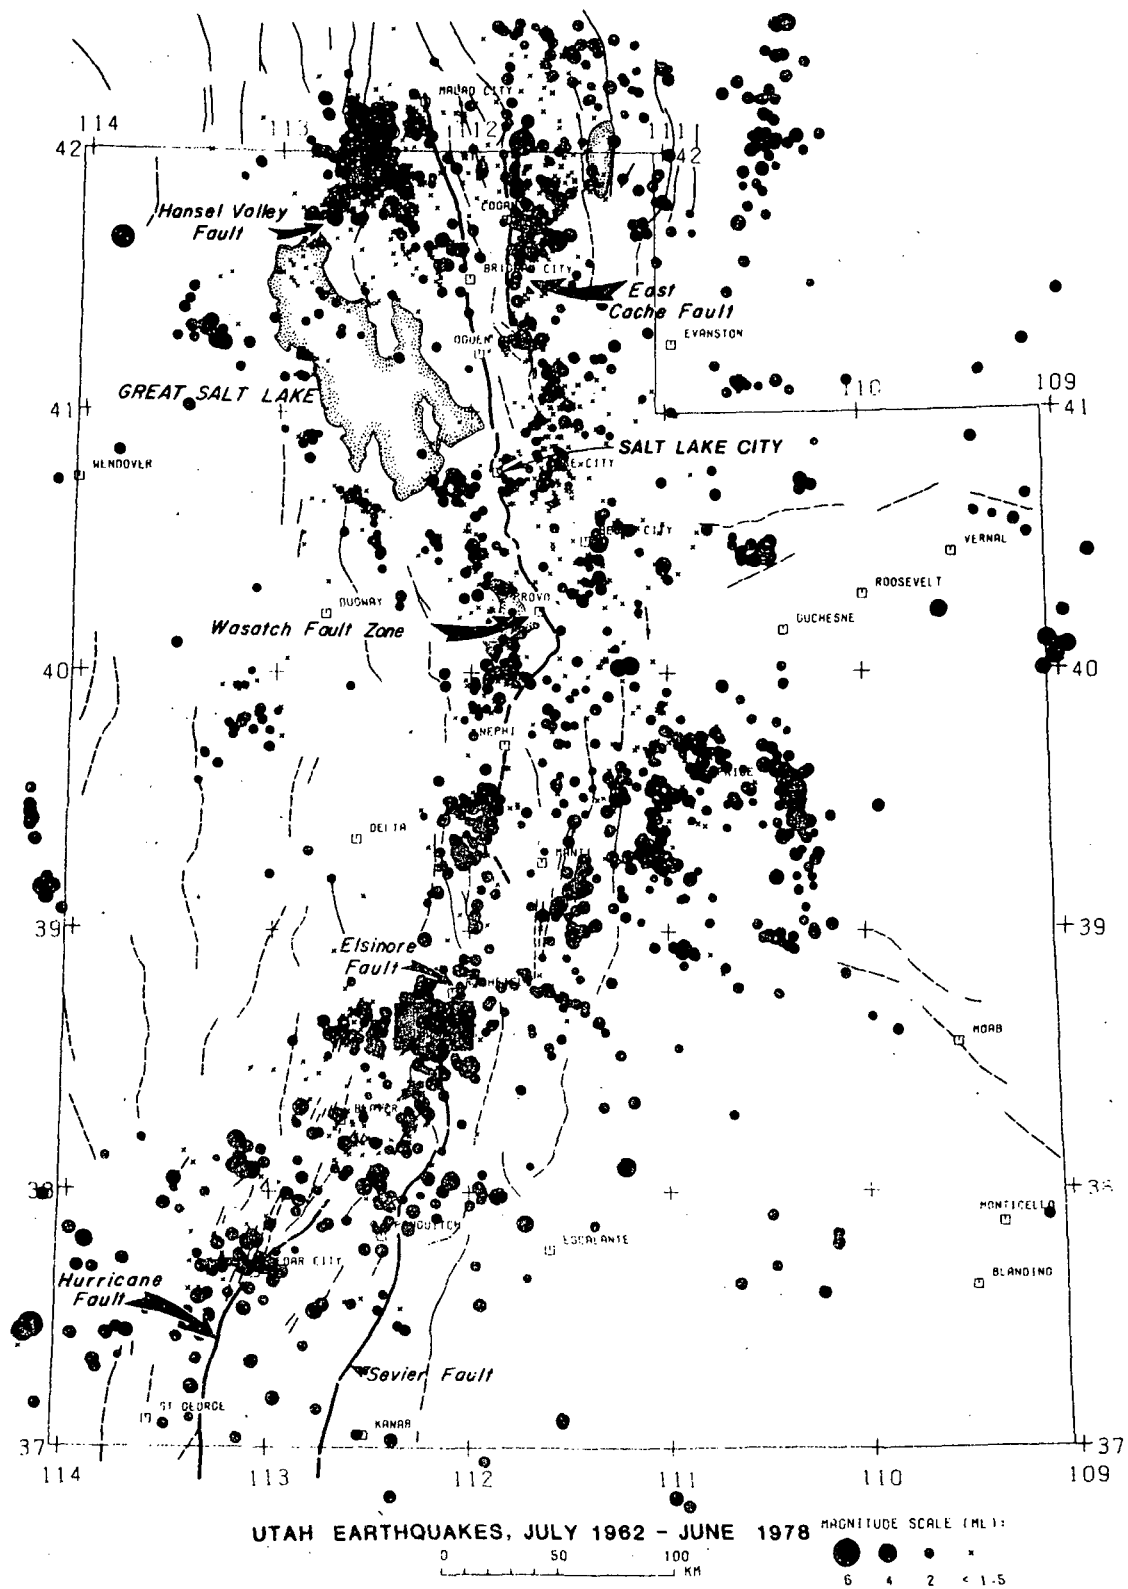 MALAD CITY
114
113
112
111
42
42
Hansel Valley
Fault
LOGAN
BRIGHAM CITY
East
Cache Fault
EVANSTON
OGDEN
GREAT SALT LAKE
110
109
41
41
SALT LAKE CITY
WENDOVER
VERNAL
ROOSEVELT
DUGWAY
PROVO
DUCHESNE
Wasatch Fault Zone
40
40
NEPHI
PRICE
DELTA
MANTI
39
39
Elsinore
Fault
MOAB
BEAVER
38
38
MONTICELLO
PANGUITCH
ESCALANTE
CEDAR CITY
BLANDING
Hurricane
Fault
Sevier Fault
ST GEORGE
KANAB
37
37
114
113
112
111
110
109
UTAH EARTHQUAKES, JULY 1962 - JUNE 1978
MAGNITUDE SCALE (ML):
0 50 100
KM
6 4 2 < 1.5